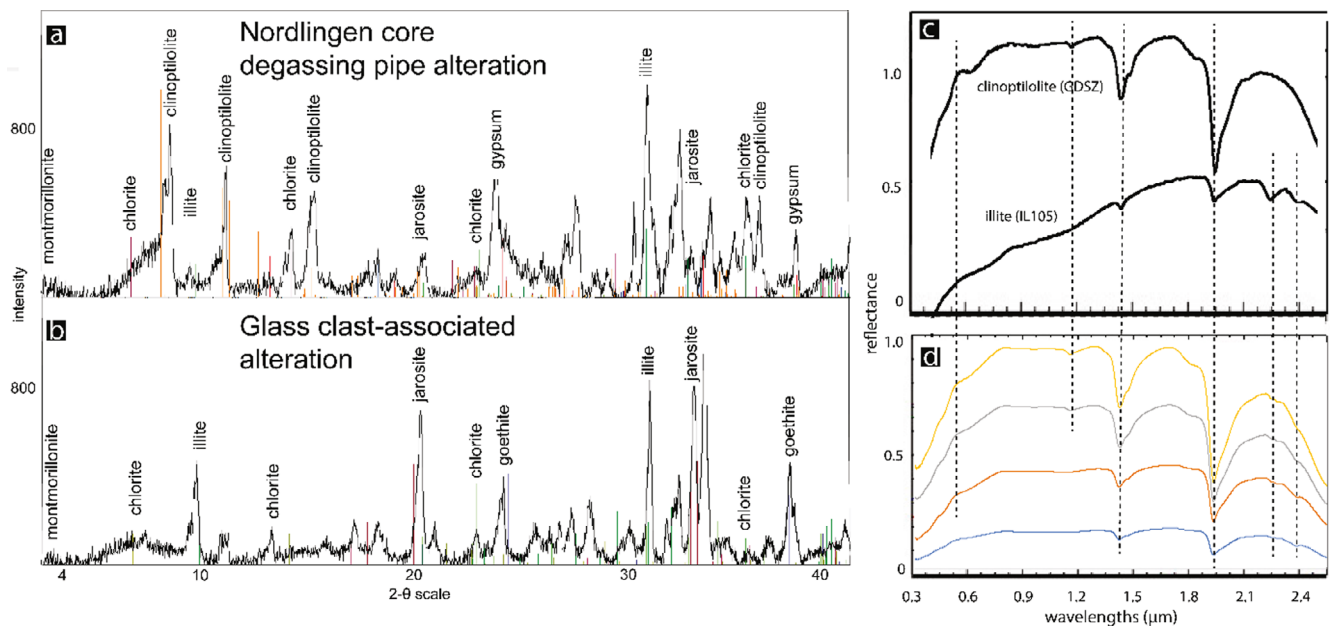 a
Nordlingen core
degassing pipe alteration
800
intensity
montmorillonite
chlorite
clinoptilolite
illite
clinoptilolite
chlorite
clinoptilolite
jarosite
chlorite
gypsum
illite
jarosite
chlorite
clinoptilolite
gypsum
b
Glass clast-associated
alteration
800
montmorillonite
chlorite
illite
chlorite
jarosite
chlorite
goethite
illite
jarosite
chlorite
goethite
4 10 20 30 40
2-θ scale
c
1.0
clinoptilolite (CDSZ)
0.5
illite (IL105)
0
reflectance
1.0
d
0.5
0
0.3 0.6 0.9 1.2 1.5 1.8 2.1 2.4
wavelengths (μm)